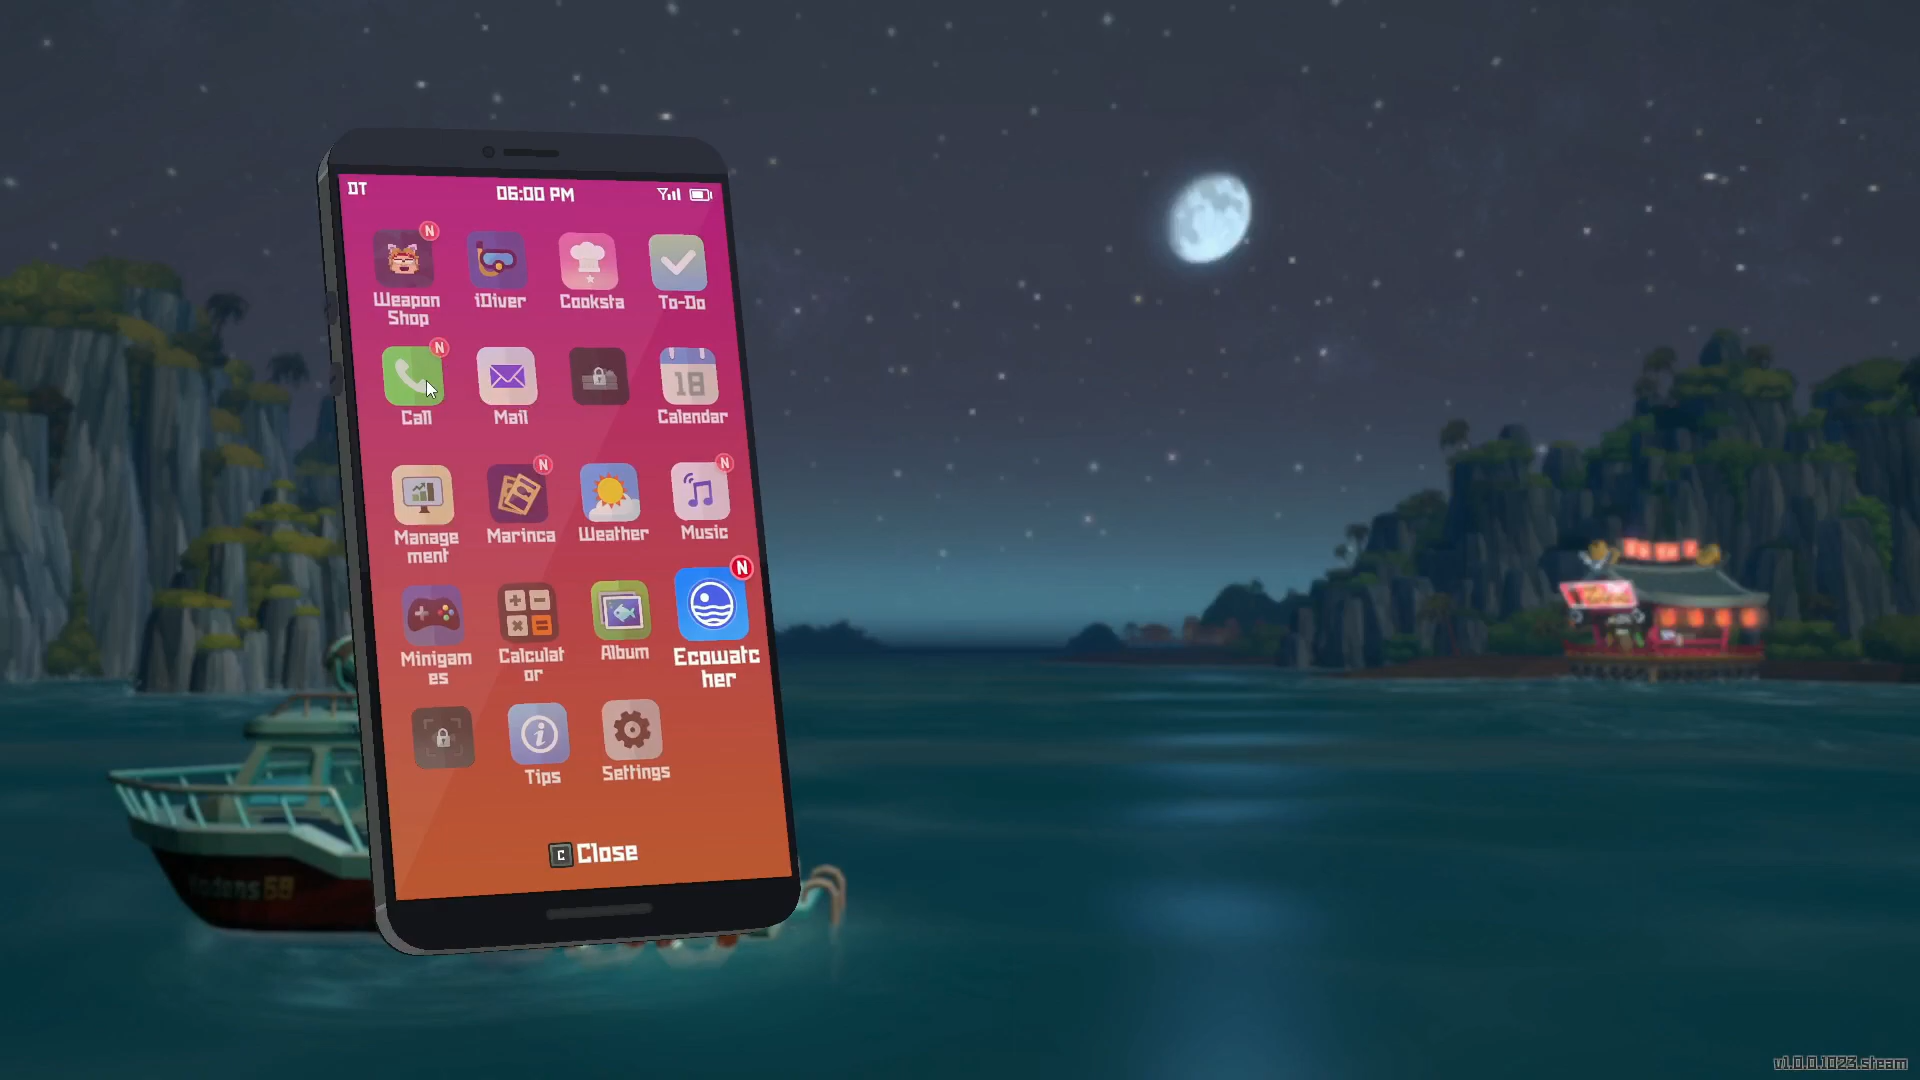 DT
06:00 PM
N
Weapon
Shop
iDiver
Cooksta
To-Do
N
Call
Mail
18
Calendar
Manage
ment
N
Marinca
Weather
N
Music
Minigam
es
Calculat
or
Album
N
Ecowatc
her
Tips
Settings
C Close
v1.0.0.1023.steam